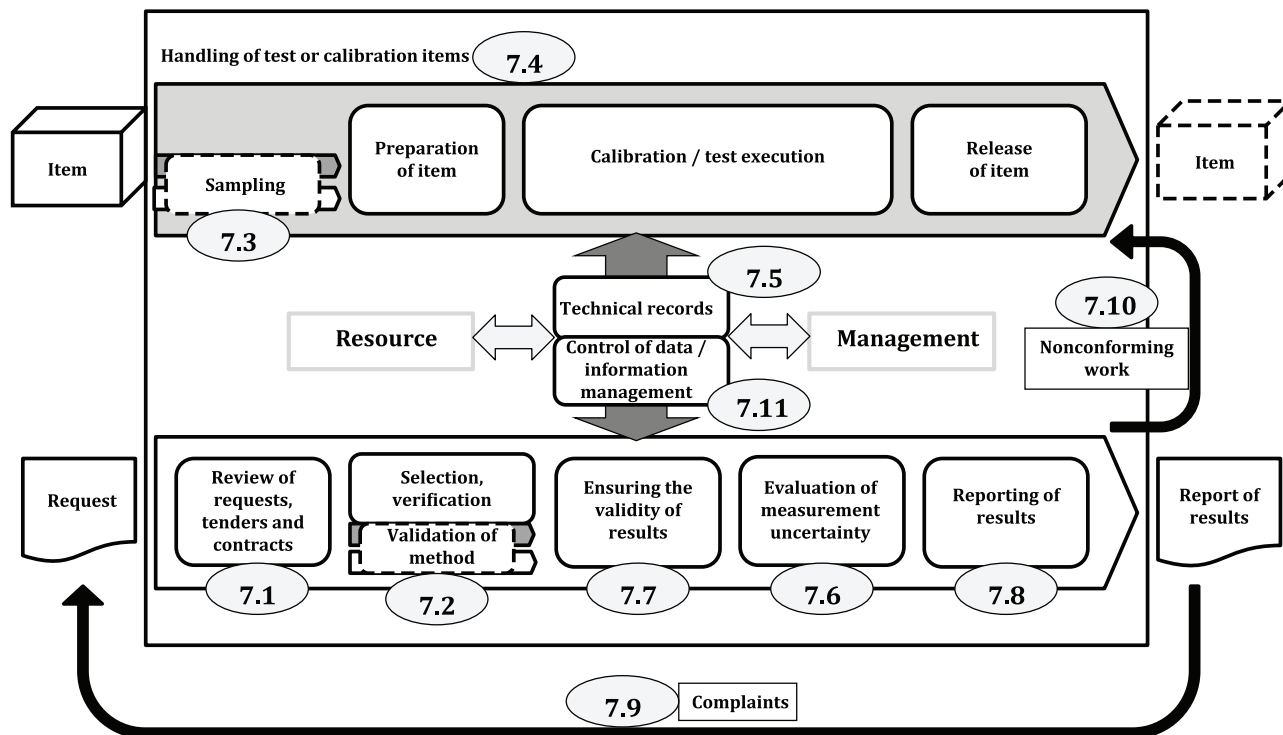 Handling of test or calibration items
7.4
Item
Sampling
7.3
Preparation
of item
Calibration / test execution
Release
of item
Item
7.5
Technical records
Resource
Management
Control of data /
information
management
7.11
7.10
Nonconforming
work
Request
Review of
requests,
tenders and
contracts
7.1
Selection,
verification
Validation of
method
7.2
Ensuring the
validity of
results
7.7
Evaluation of
measurement
uncertainty
7.6
Reporting of
results
7.8
Report of
results
7.9
Complaints